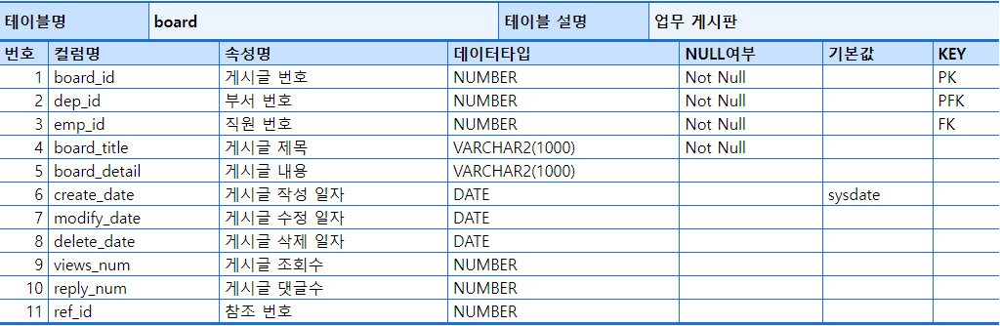 테이블명 board 테이블 설명 업무 게시판
번호 컬럼명 속성명 데이터타입 NULL여부 기본값 KEY
1 board_id 게시글 번호 NUMBER Not Null PK
2 dep_id 부서 번호 NUMBER Not Null PFK
3 emp_id 직원 번호 NUMBER Not Null FK
4 board_title 게시글 제목 VARCHAR2(1000) Not Null
5 board_detail 게시글 내용 VARCHAR2(1000)
6 create_date 게시글 작성 일자 DATE sysdate
7 modify_date 게시글 수정 일자 DATE
8 delete_date 게시글 삭제 일자 DATE
9 views_num 게시글 조회수 NUMBER
10 reply_num 게시글 댓글수 NUMBER
11 ref_id 참조 번호 NUMBER